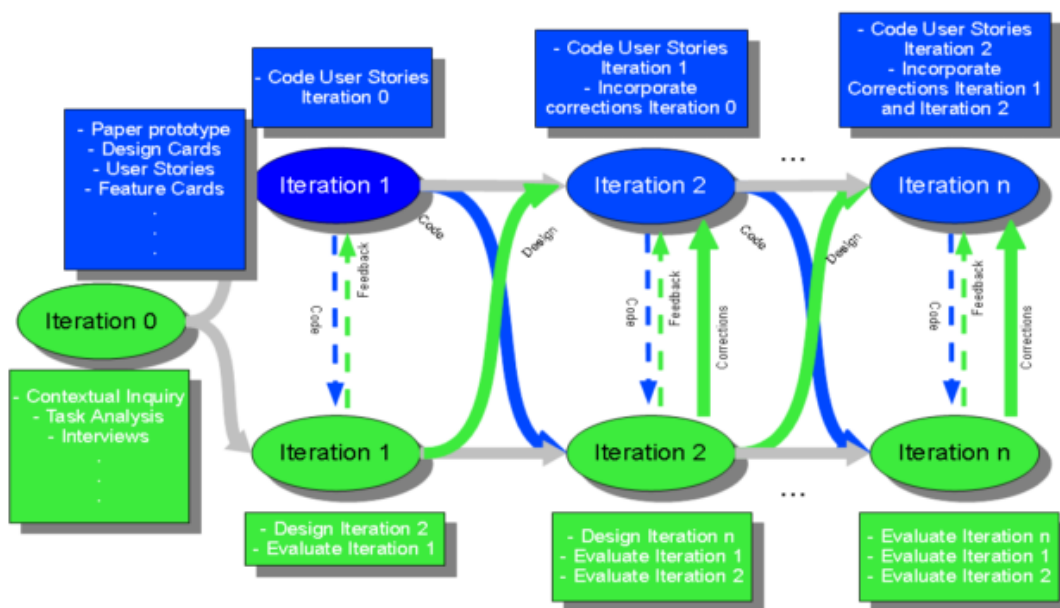 - Code User Stories
Iteration 0
- Code User Stories
Iteration 1
- Incorporate
corrections Iteration 0
- Code User Stories
Iteration 2
- Incorporate
Corrections Iteration 1
and Iteration 2
- Paper prototype
- Design Cards
- User Stories
- Feature Cards
.
.
.
Iteration 1
...
Iteration 2
Iteration n
Code
Design
Code
Design
Code
Feedback
Code
Feedback
Corrections
Code
Feedback
Corrections
Iteration 0
- Contextual Inquiry
- Task Analysis
- Interviews
.
.
.
Iteration 1
Iteration 2
Iteration n
...
- Design Iteration 2
- Evaluate Iteration 1
- Design Iteration n
- Evaluate Iteration 1
- Evaluate Iteration 2
- Evaluate Iteration n
- Evaluate Iteration 1
- Evaluate Iteration 2